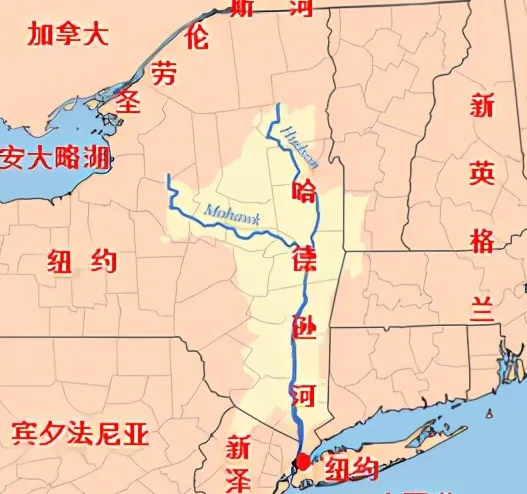 加拿大
圣劳伦斯河
安大略湖
Hudson
Mohawk
哈德卧河
新英格兰
纽约
宾夕法尼亚
新泽
纽约